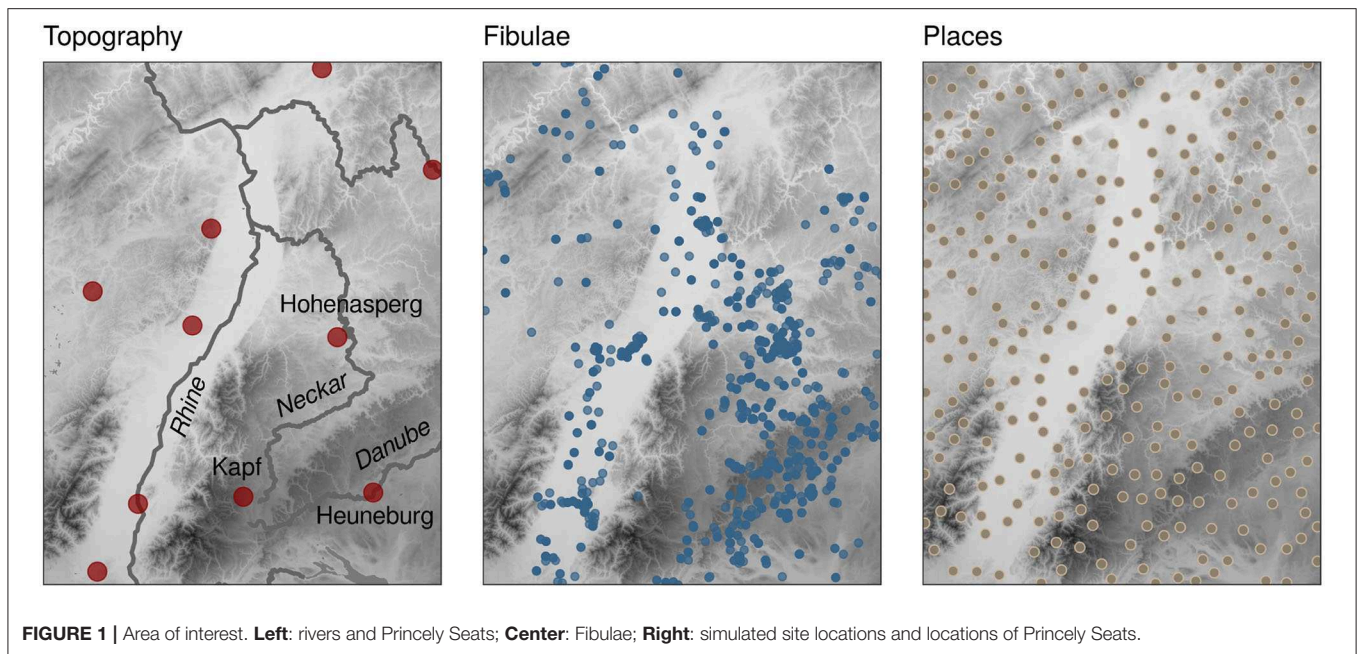 Topography
Fibulae
Places
Hohenasperg
Neckar
Rhine
Danube
Kapf
Heuneburg
FIGURE 1 | Area of interest. Left: rivers and Princely Seats; Center: Fibulae; Right: simulated site locations and locations of Princely Seats.